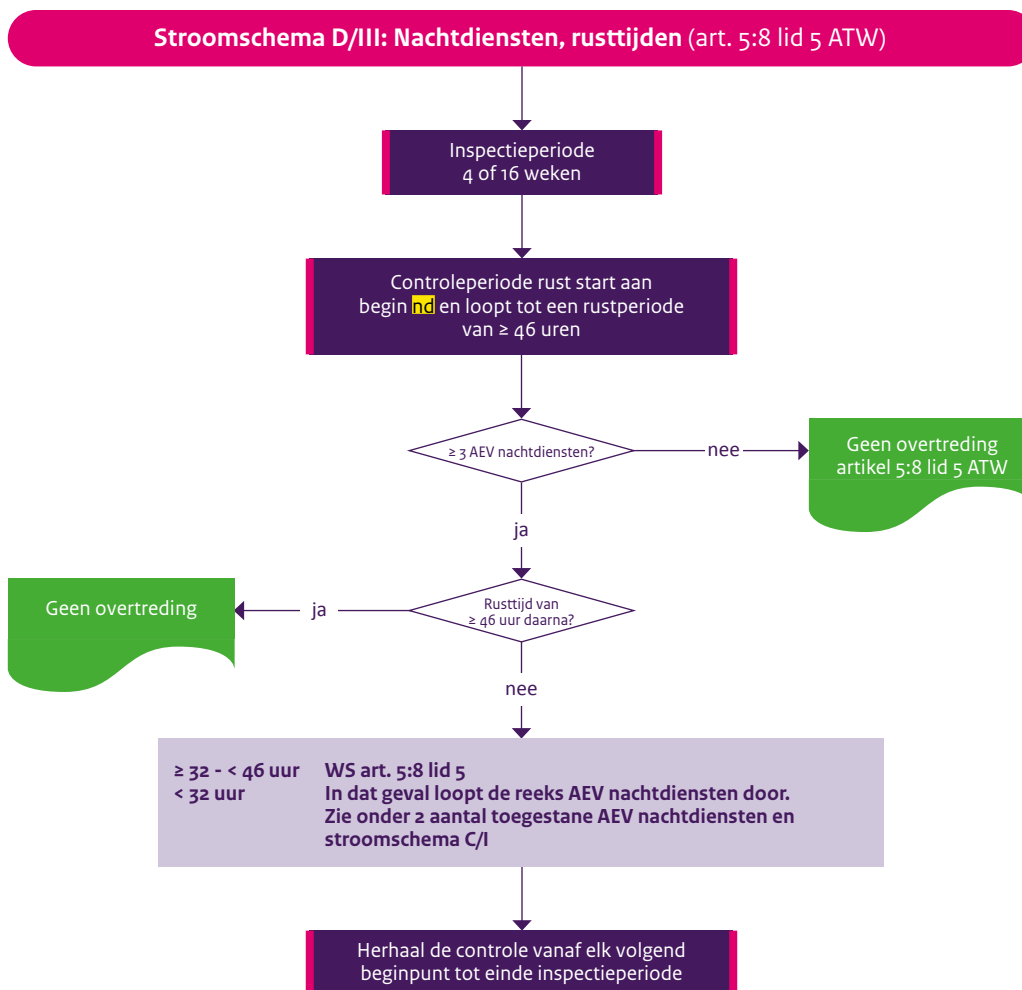 Stroomschema D/III: Nachtdiensten, rusttijden (art. 5:8 lid 5 ATW)
Inspectieperiode
4 of 16 weken
Controleperiode rust start aan
begin nd en loopt tot een rustperiode
van ≥ 46 uren
≥ 3 AEV nachtdiensten?
nee
Geen overtreding
artikel 5:8 lid 5 ATW
ja
Rusttijd van
≥ 46 uur daarna?
ja
Geen overtreding
nee
≥ 32 - < 46 uur WS art. 5:8 lid 5
< 32 uur In dat geval loopt de reeks AEV nachtdiensten door.
Zie onder 2 aantal toegestane AEV nachtdiensten en
stroomschema C/I
Herhaal de controle vanaf elk volgend
beginpunt tot einde inspectieperiode